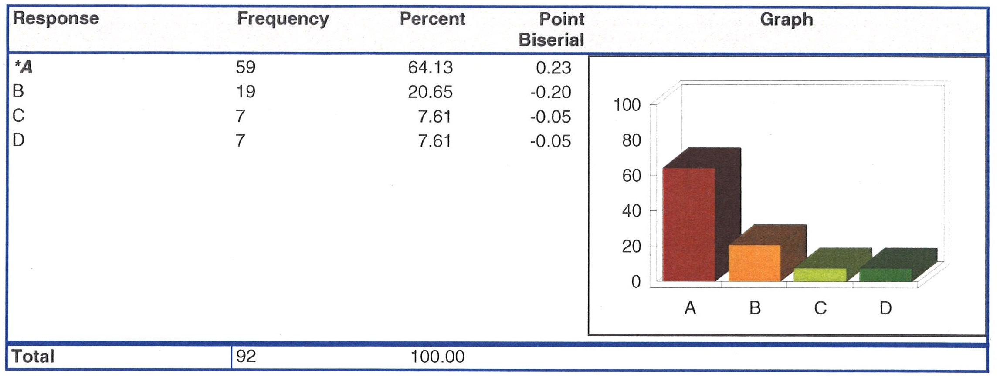 Response Frequency Percent Point Biserial Graph
*A 59 64.13 0.23
B 19 20.65 -0.20
C 7 7.61 -0.05
D 7 7.61 -0.05
100
80
60
40
20
0
A B C D
Total 92 100.00